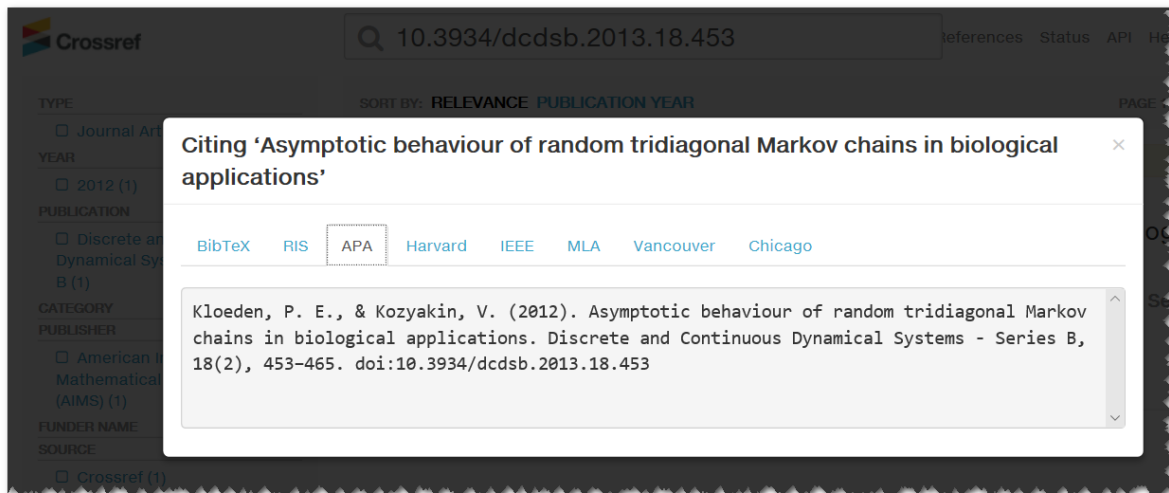 Crossref
10.3934/dcdsb.2013.18.453
References Status API
TYPE
SORT BY: RELEVANCE PUBLICATION YEAR
PAGE
Journal Art
YEAR
2012 (1)
PUBLICATION
Discrete an
Dynamical Sys
B (1)
CATEGORY
PUBLISHER
American I
Mathematical
(AIMS) (1)
FUNDER NAME
SOURCE
Crossref (1)
Citing ‘Asymptotic behaviour of random tridiagonal Markov chains in biological
applications’
×
BibTeX RIS APA Harvard IEEE MLA Vancouver Chicago
Kloeden, P. E., & Kozyakin, V. (2012). Asymptotic behaviour of random tridiagonal Markov
chains in biological applications. Discrete and Continuous Dynamical Systems - Series B,
18(2), 453–465. doi:10.3934/dcdsb.2013.18.453